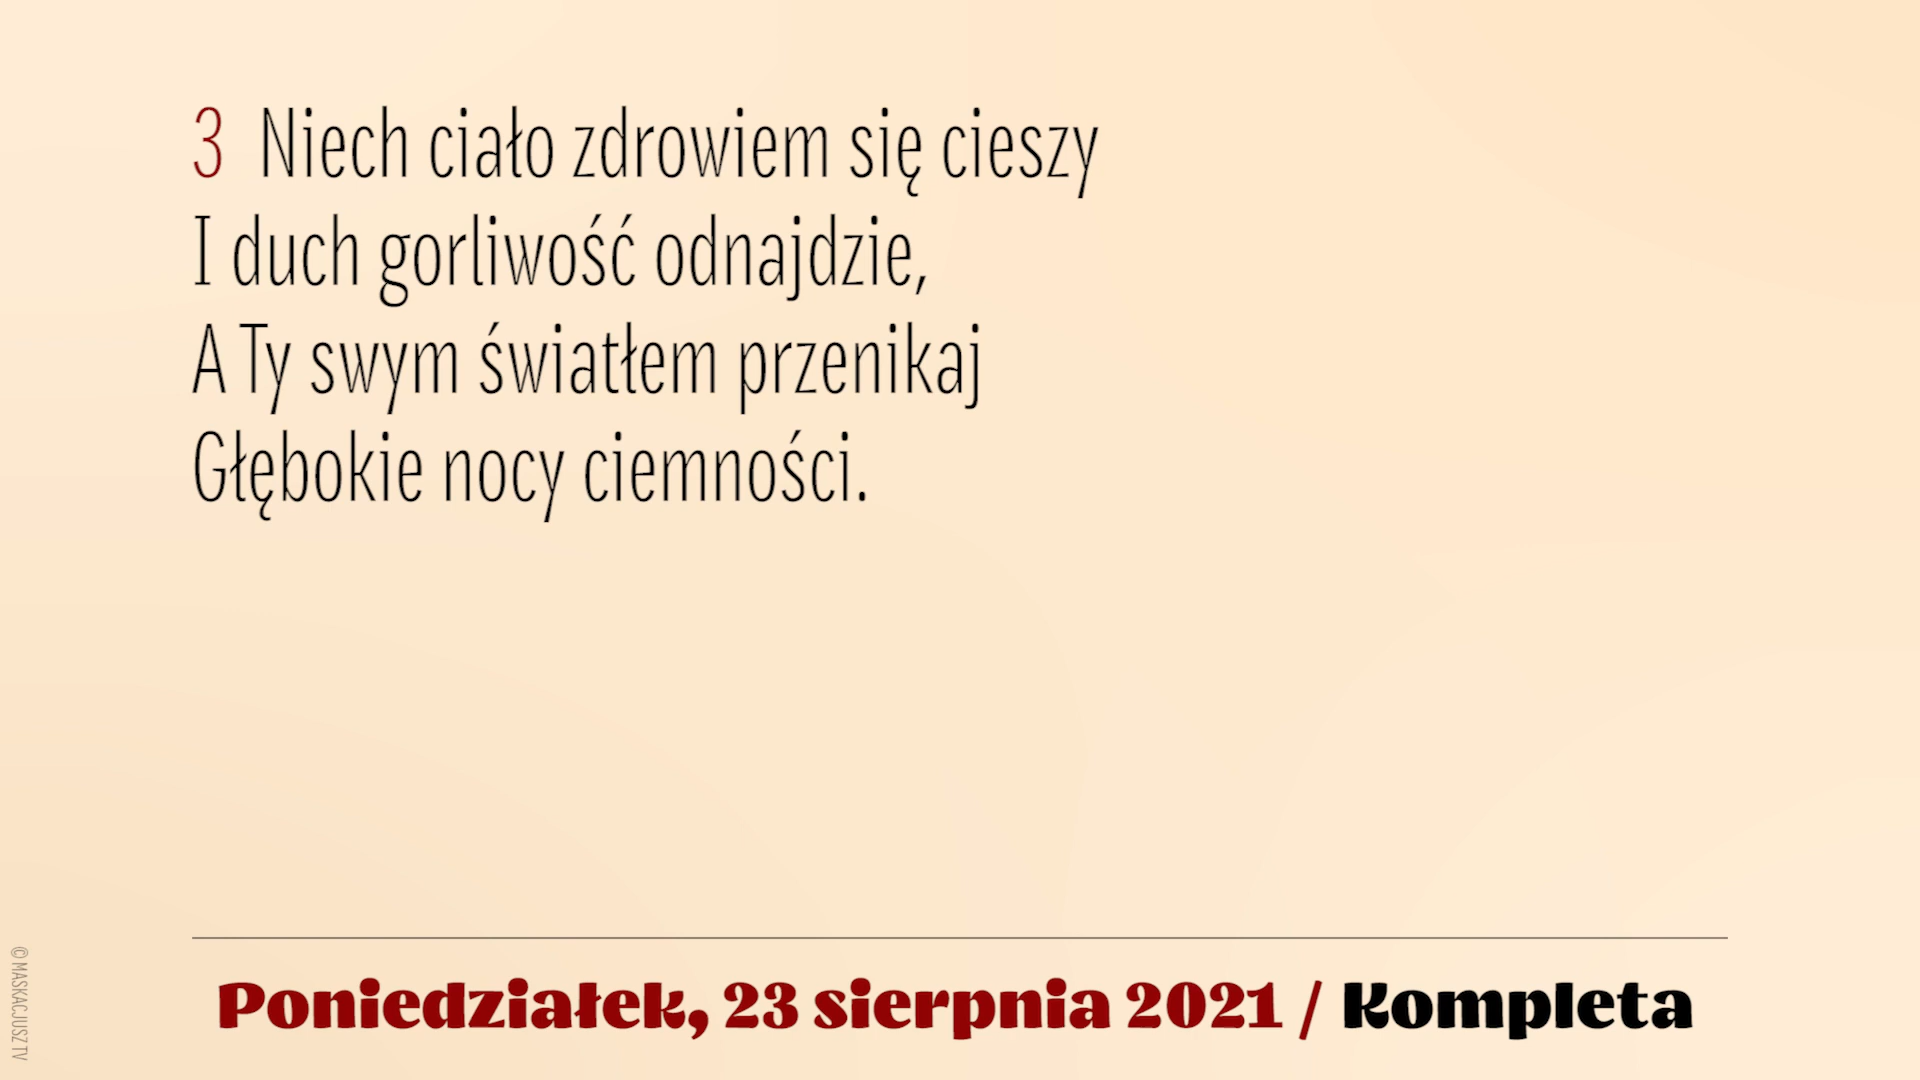 3 Niech ciało zdrowiem się cieszy
I duch gorliwość odnajdzie,
A Ty swym światłem przenikaj
Głębokie nocy ciemności.
Poniedziałek, 23 sierpnia 2021 / Kompleta
© MASKACJUSZ TV